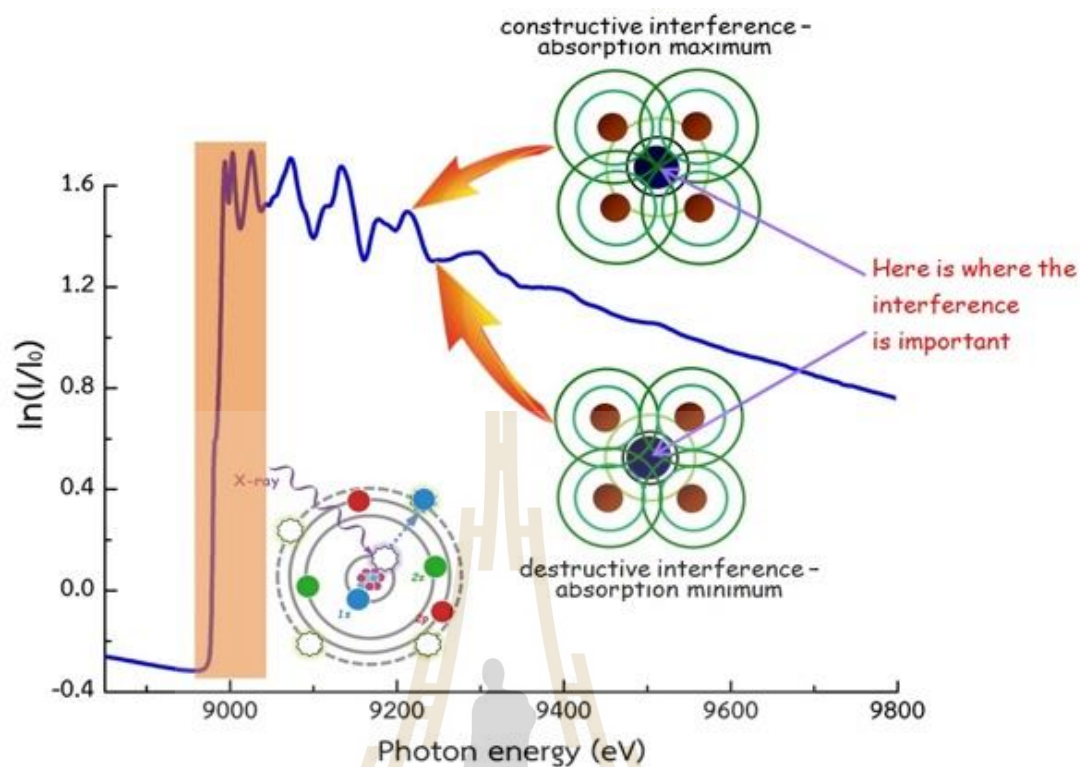 constructive interference –
absorption maximum
1.6
1.2
0.8
0.4
0.0
-0.4
ln(I/I₀)
Here is where the
interference
is important
X-ray
1s
2s
2p
destructive interference –
absorption minimum
9000
9200
9400
9600
9800
Photon energy (eV)